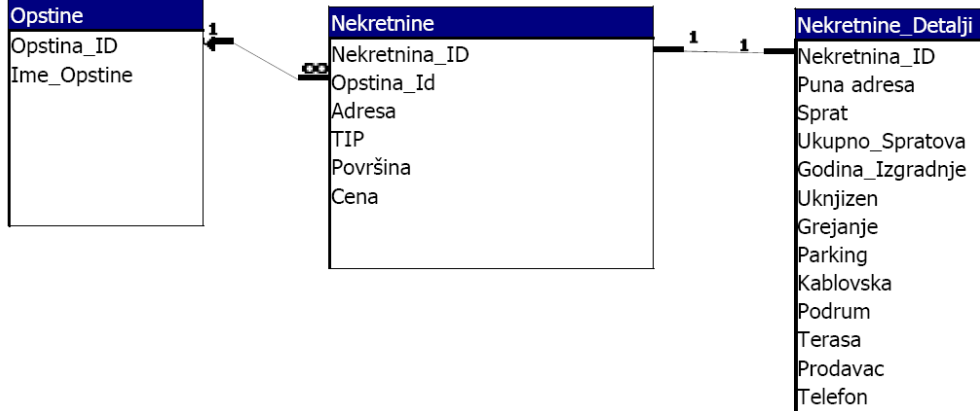 Opstine
Opstina_ID
Ime_Opstine
1
∞
Nekretnine
Nekretnina_ID
Opstina_Id
Adresa
TIP
Površina
Cena
1
1
Nekretnine_Detalji
Nekretnina_ID
Puna adresa
Sprat
Ukupno_Spratova
Godina_Izgradnje
Uknjizen
Grejanje
Parking
Kablovska
Podrum
Terasa
Prodavac
Telefon